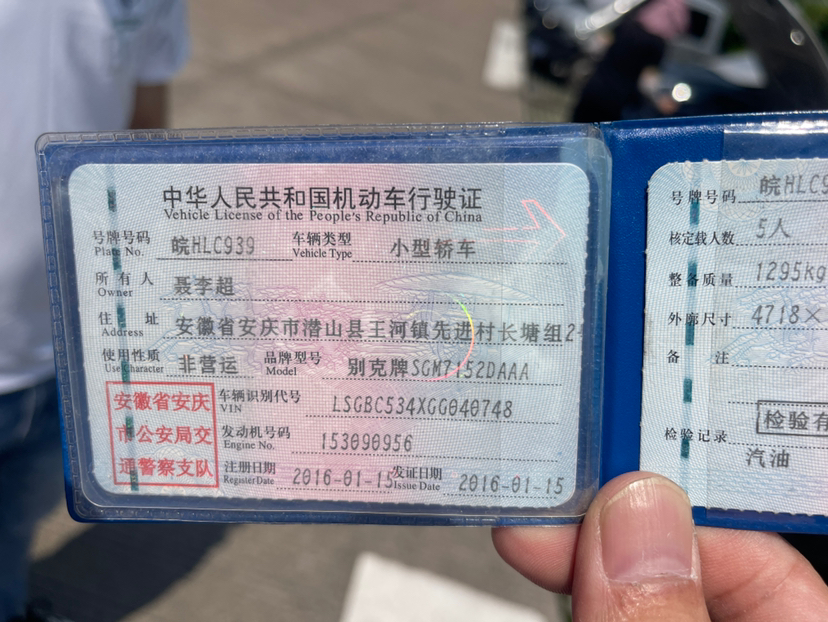 中华人民共和国机动车行驶证
Vehicle License of the People's Republic of China
号牌号码 皖HLC939 车辆类型 小型轿车
Plate No. Vehicle Type
所有人 聂李超
Owner
住址 安徽省安庆市潜山县王河镇先进村长塘组2
Address
使用性质 非营运 品牌型号 别克牌SGM7152DAAA
Use Character Model
安徽省安庆
市公安局交
通警察支队
车辆识别代号 LSGBC534XGG040748
VIN
发动机号码 153090956
Engine No.
注册日期 2016-01-15 发证日期 2016-01-15
Register Date Issue Date
号牌号码 皖HLC9
核定载人数 5人
整备质量 1295kg
外廓尺寸 4718×
备注
检验有
检验记录
汽油